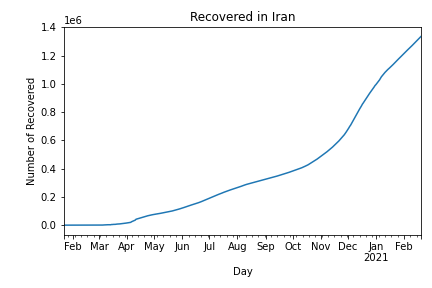 Recovered in Iran
1e6
1.4
1.2
1.0
0.8
0.6
0.4
0.2
0.0
Number of Recovered
Feb Mar Apr May Jun Jul Aug Sep Oct Nov Dec Jan Feb
2021
Day